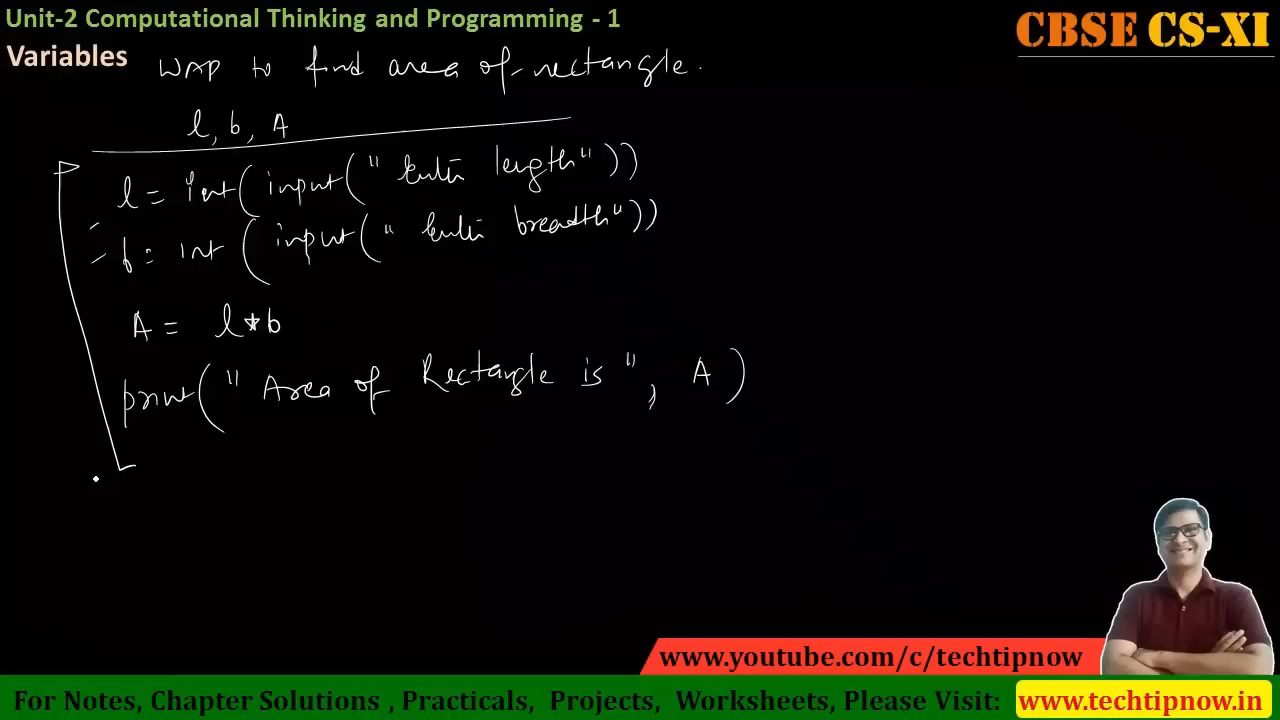 Unit-2 Computational Thinking and Programming - 1
CBSE CS-XI
Variables
WAP to find area of rectangle.
l, b, A
l = int(input("Enter length"))
b = int(input("Enter breadth"))
A = l*b
print("Area of Rectangle is", A)
www.youtube.com/c/techtipnow
For Notes, Chapter Solutions , Practicals, Projects, Worksheets, Please Visit: www.techtipnow.in